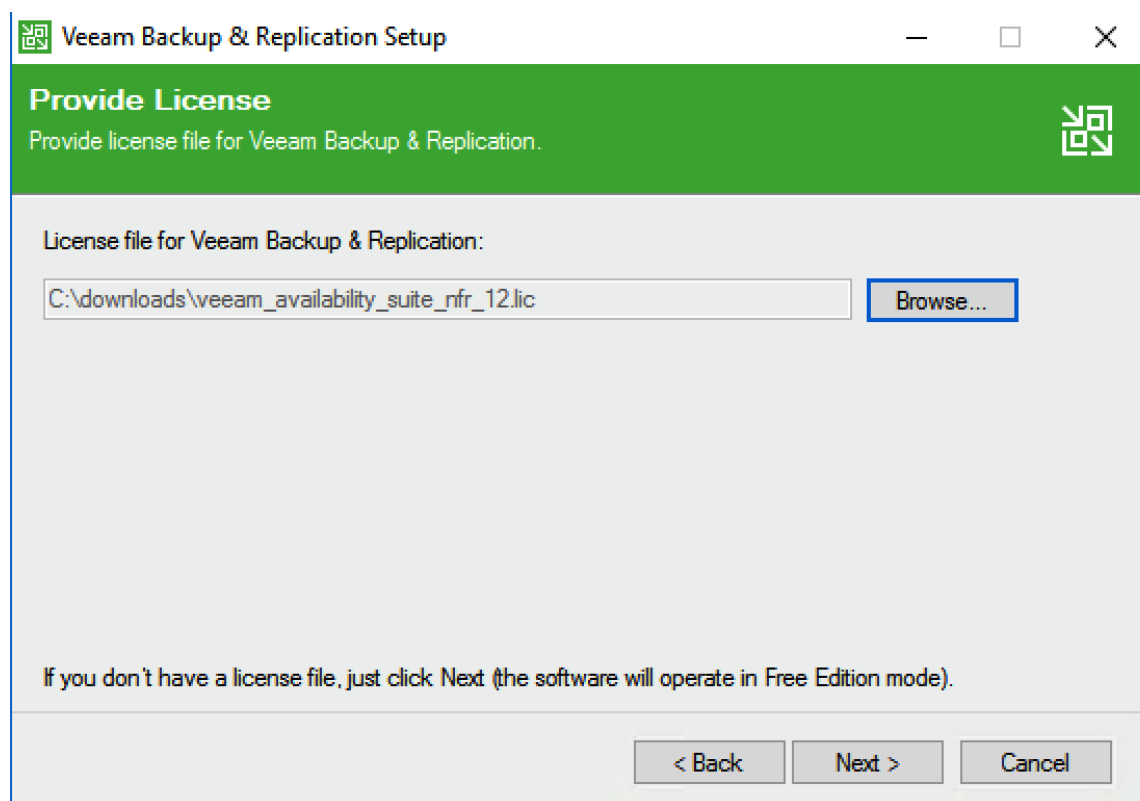 Veeam Backup & Replication Setup
Provide License
Provide license file for Veeam Backup & Replication.
License file for Veeam Backup & Replication:
C:\downloads\veeam_availability_suite_nfr_12.lic
Browse...
If you don't have a license file, just click Next (the software will operate in Free Edition mode).
< Back
Next >
Cancel